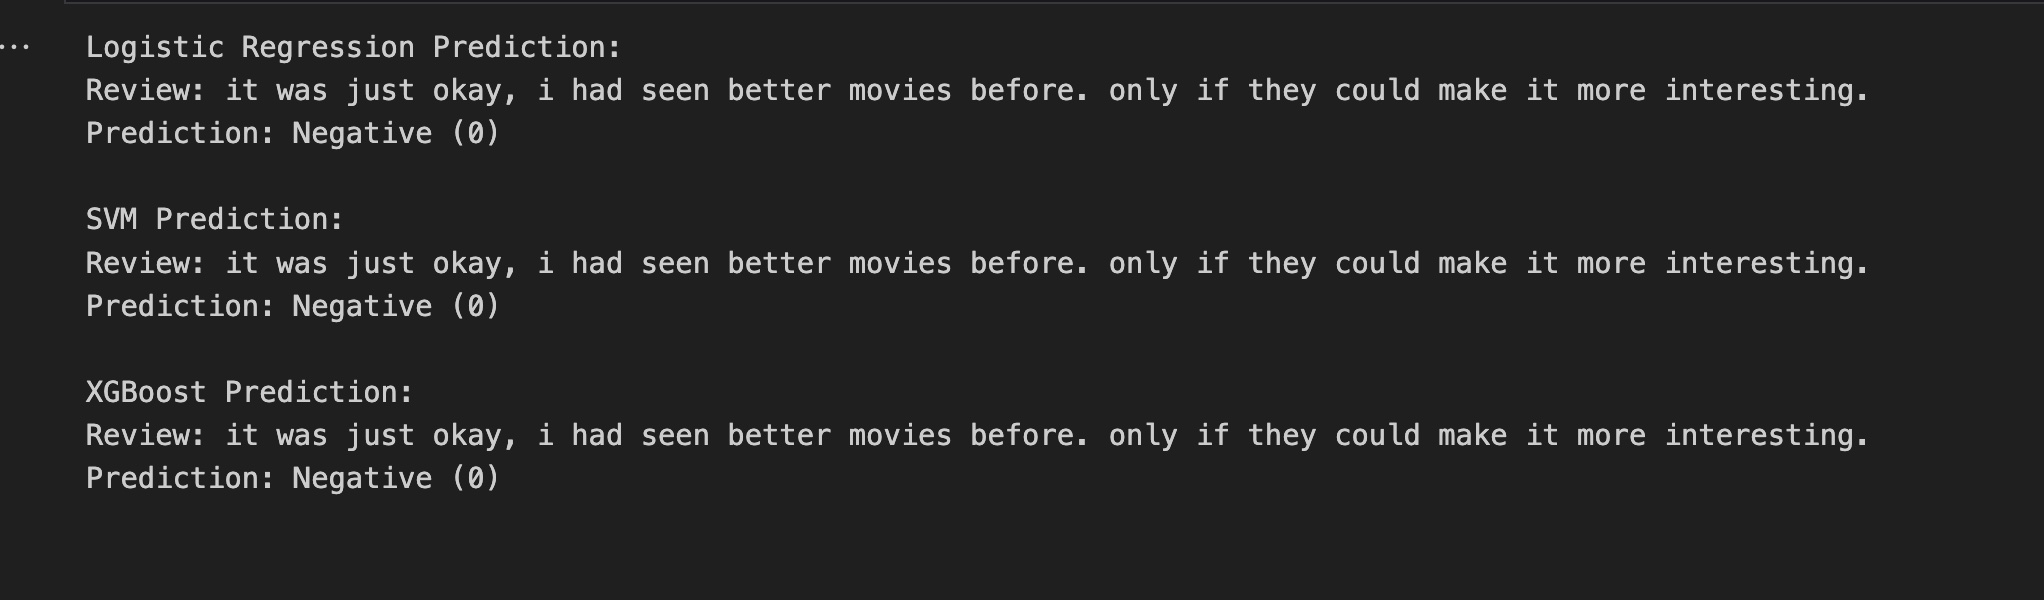 Logistic Regression Prediction:
Review: it was just okay, i had seen better movies before. only if they could make it more interesting.
Prediction: Negative (0)
SVM Prediction:
Review: it was just okay, i had seen better movies before. only if they could make it more interesting.
Prediction: Negative (0)
XGBoost Prediction:
Review: it was just okay, i had seen better movies before. only if they could make it more interesting.
Prediction: Negative (0)